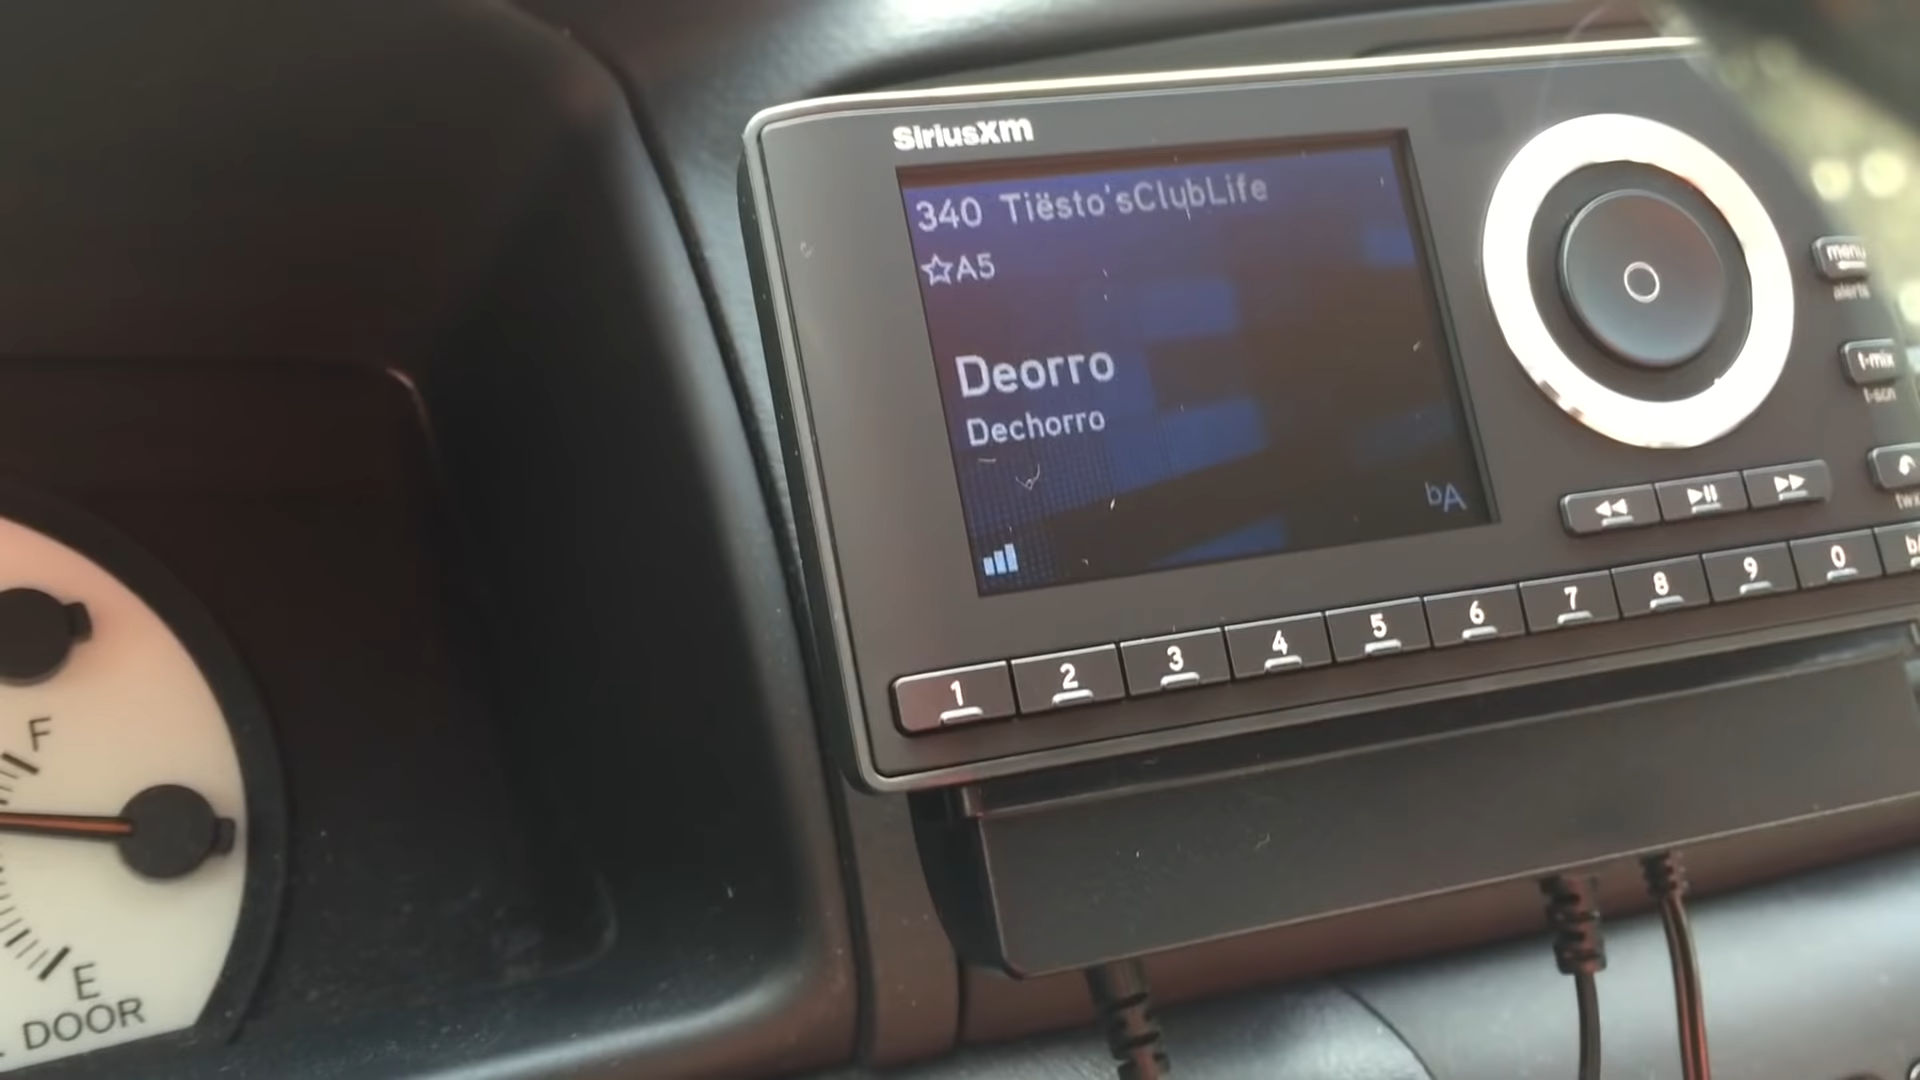 SiriusXM
340 Tiësto'sClubLife
☆A5
Deorro
Dechorro
bA
menu
alerts
t-mix
t-scn
1 2 3 4 5 6 7 8 9 0
F
E
DOOR